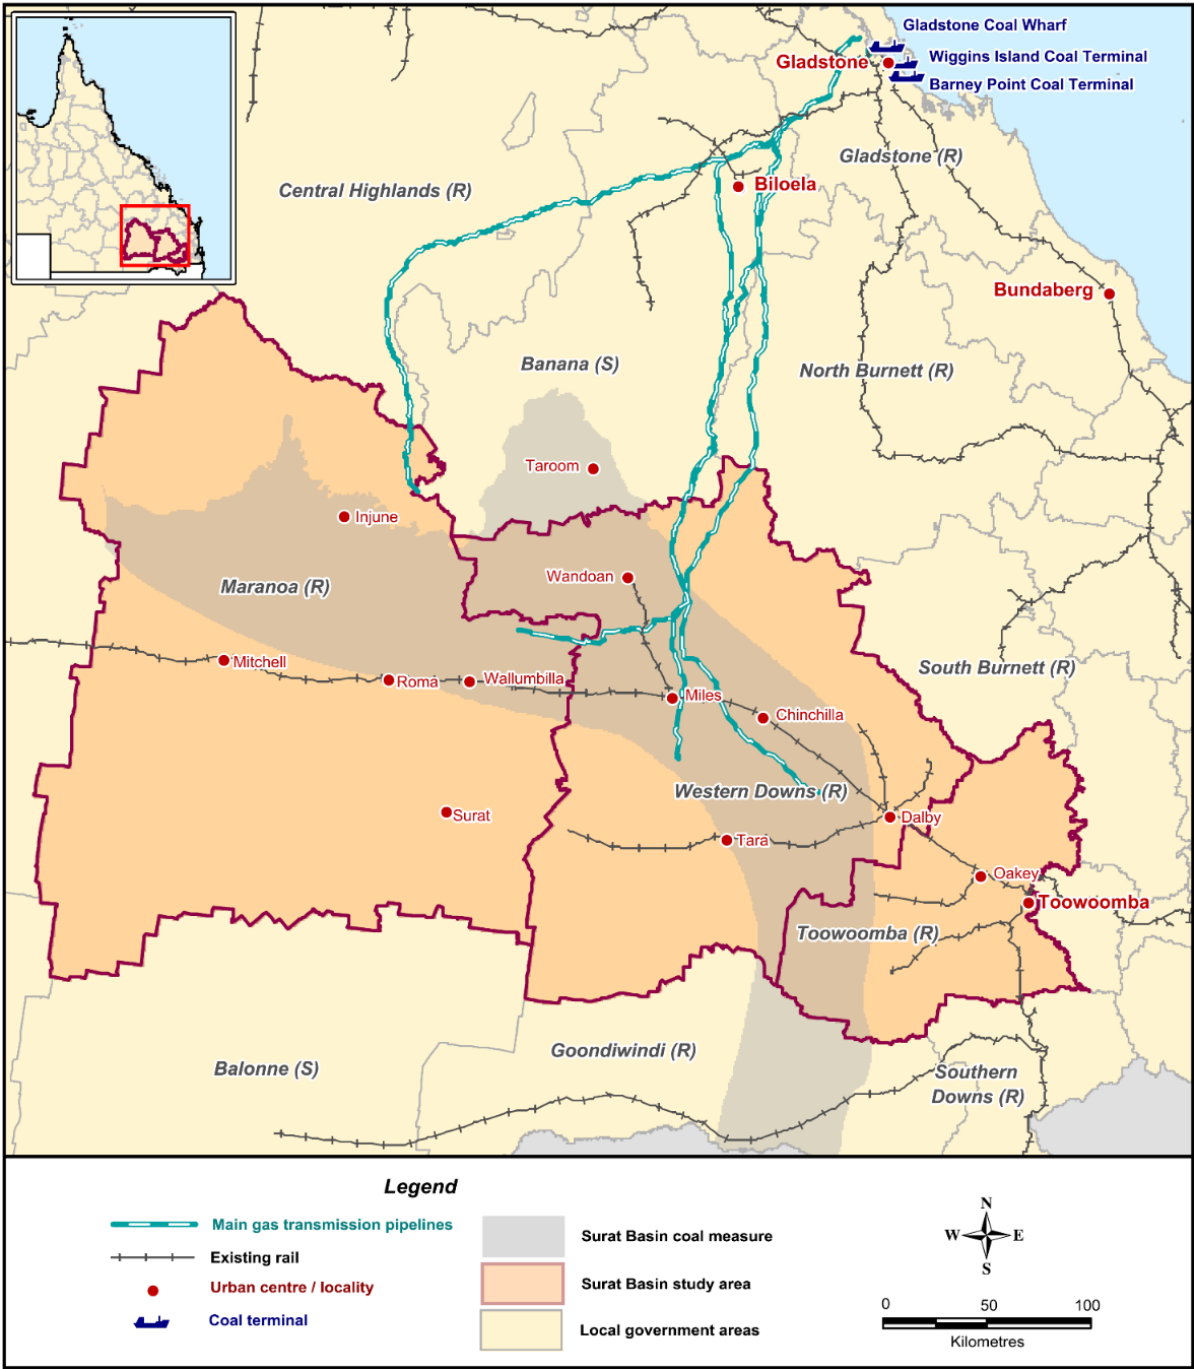 Gladstone Coal Wharf
Gladstone
Wiggins Island Coal Terminal
Barney Point Coal Terminal
Gladstone (R)
Central Highlands (R)
Biloela
Bundaberg
Banana (S)
North Burnett (R)
Taroom
Injune
Wandoan
Maranoa (R)
Mitchell
South Burnett (R)
Roma
Wallumbilla
Miles
Chinchilla
Western Downs (R)
Surat
Dalby
Tara
Oakey
Toowoomba
Toowoomba (R)
Goondiwindi (R)
Balonne (S)
Southern
Downs (R)
Legend
Main gas transmission pipelines
Existing rail
Urban centre / locality
Coal terminal
Surat Basin coal measure
Surat Basin study area
Local government areas
N
W
E
S
0 50 100
Kilometres